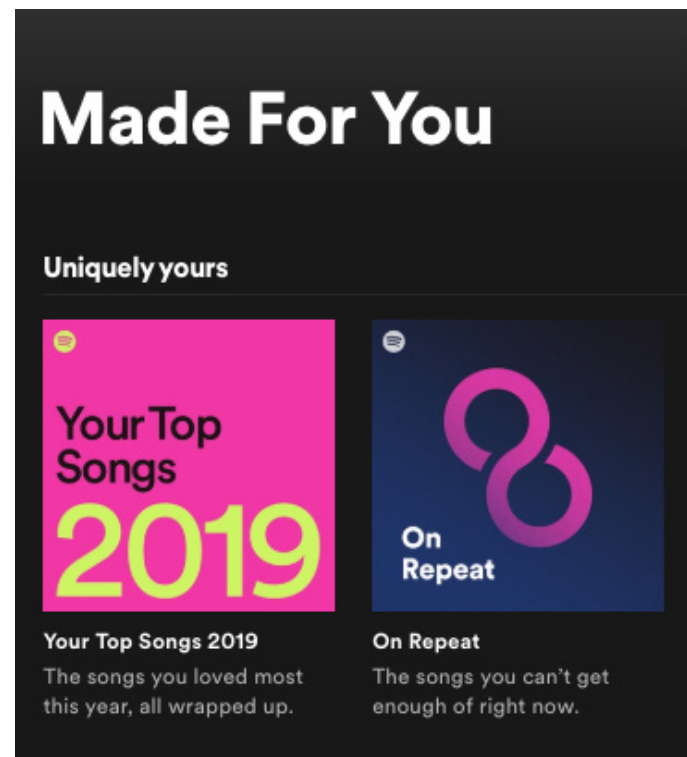 Made For You
Uniquely yours
Your Top
Songs
2019
On
Repeat
Your Top Songs 2019
The songs you loved most
this year, all wrapped up.
On Repeat
The songs you can't get
enough of right now.